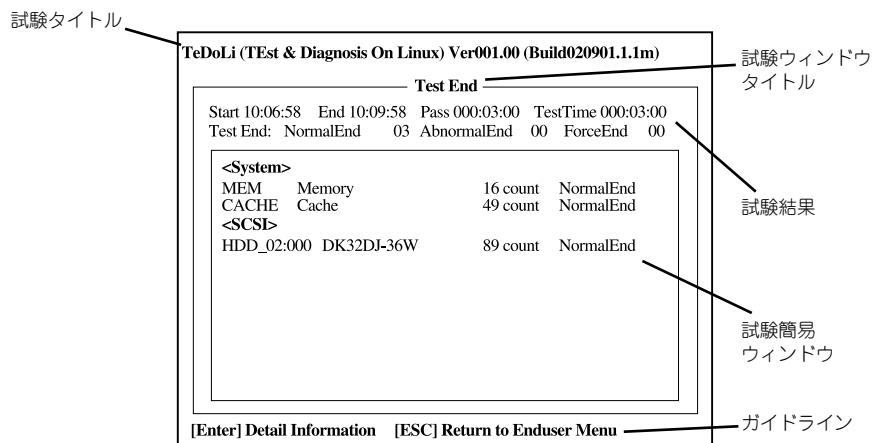 試験タイトル
TeDoLi (TEst & Diagnosis On Linux) Ver001.00 (Build020901.1.1m)
試験ウィンドウ
タイトル
Test End
Start 10:06:58 End 10:09:58 Pass 000:03:00 TestTime 000:03:00
Test End: NormalEnd 03 AbnormalEnd 00 ForceEnd 00
試験結果
<System>
MEM Memory 16 count NormalEnd
CACHE Cache 49 count NormalEnd
<SCSI>
HDD_02:000 DK32DJ-36W 89 count NormalEnd
試験簡易
ウィンドウ
[Enter] Detail Information [ESC] Return to Enduser Menu
ガイドライン